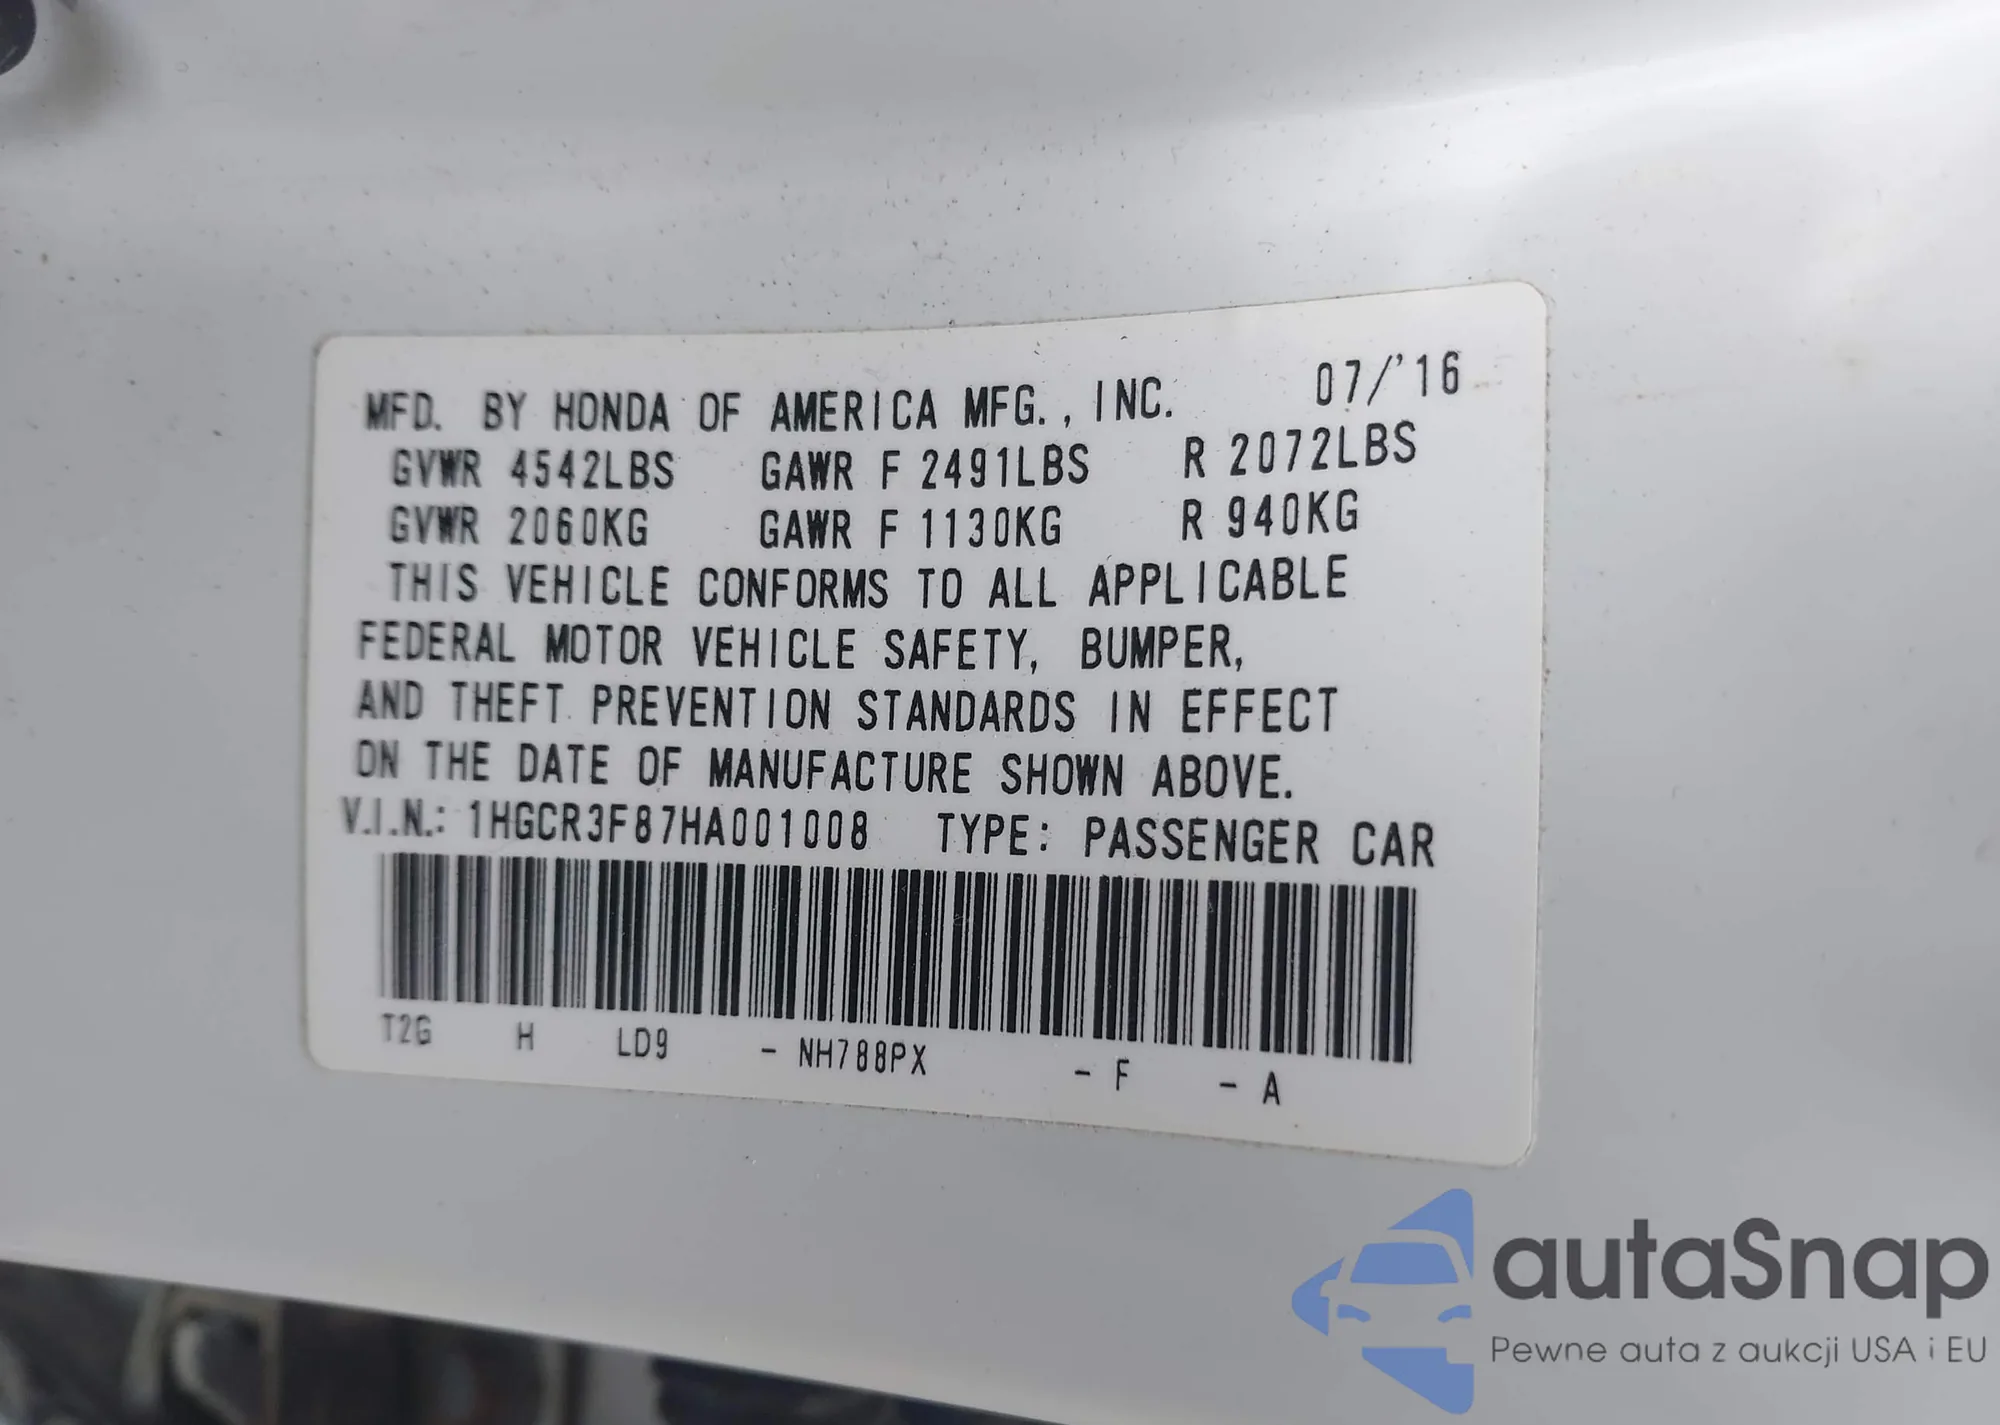 MFD. BY HONDA OF AMERICA MFG., INC. 07/'16
GVWR 4542LBS GAWR F 2491LBS R 2072LBS
GVWR 2060KG GAWR F 1130KG R 940KG
THIS VEHICLE CONFORMS TO ALL APPLICABLE
FEDERAL MOTOR VEHICLE SAFETY, BUMPER,
AND THEFT PREVENTION STANDARDS IN EFFECT
ON THE DATE OF MANUFACTURE SHOWN ABOVE.
V.I.N.: 1HGCR3F87HA001008 TYPE: PASSENGER CAR
T2G H LD9 - NH788PX - F - A
autaSnap
Pewne auta z aukcji USA i EU